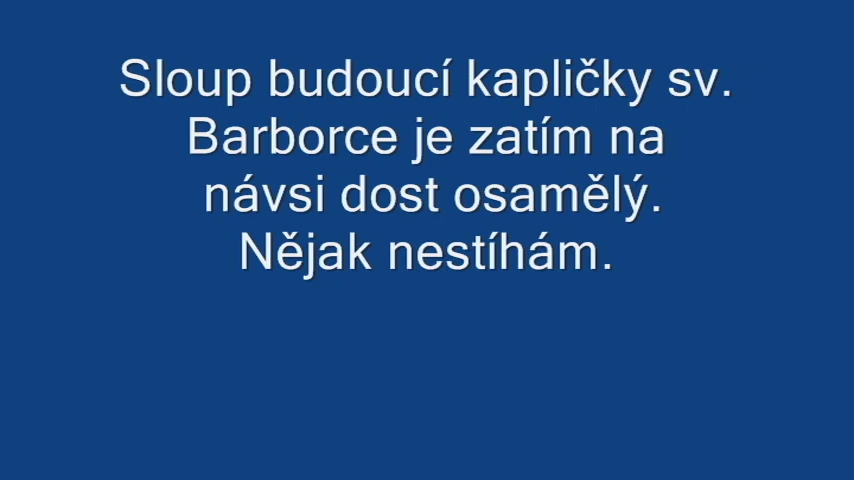 Sloup budoucí kapličky sv.
Barborce je zatím na
návsi dost osamělý.
Nějak nestíhám.